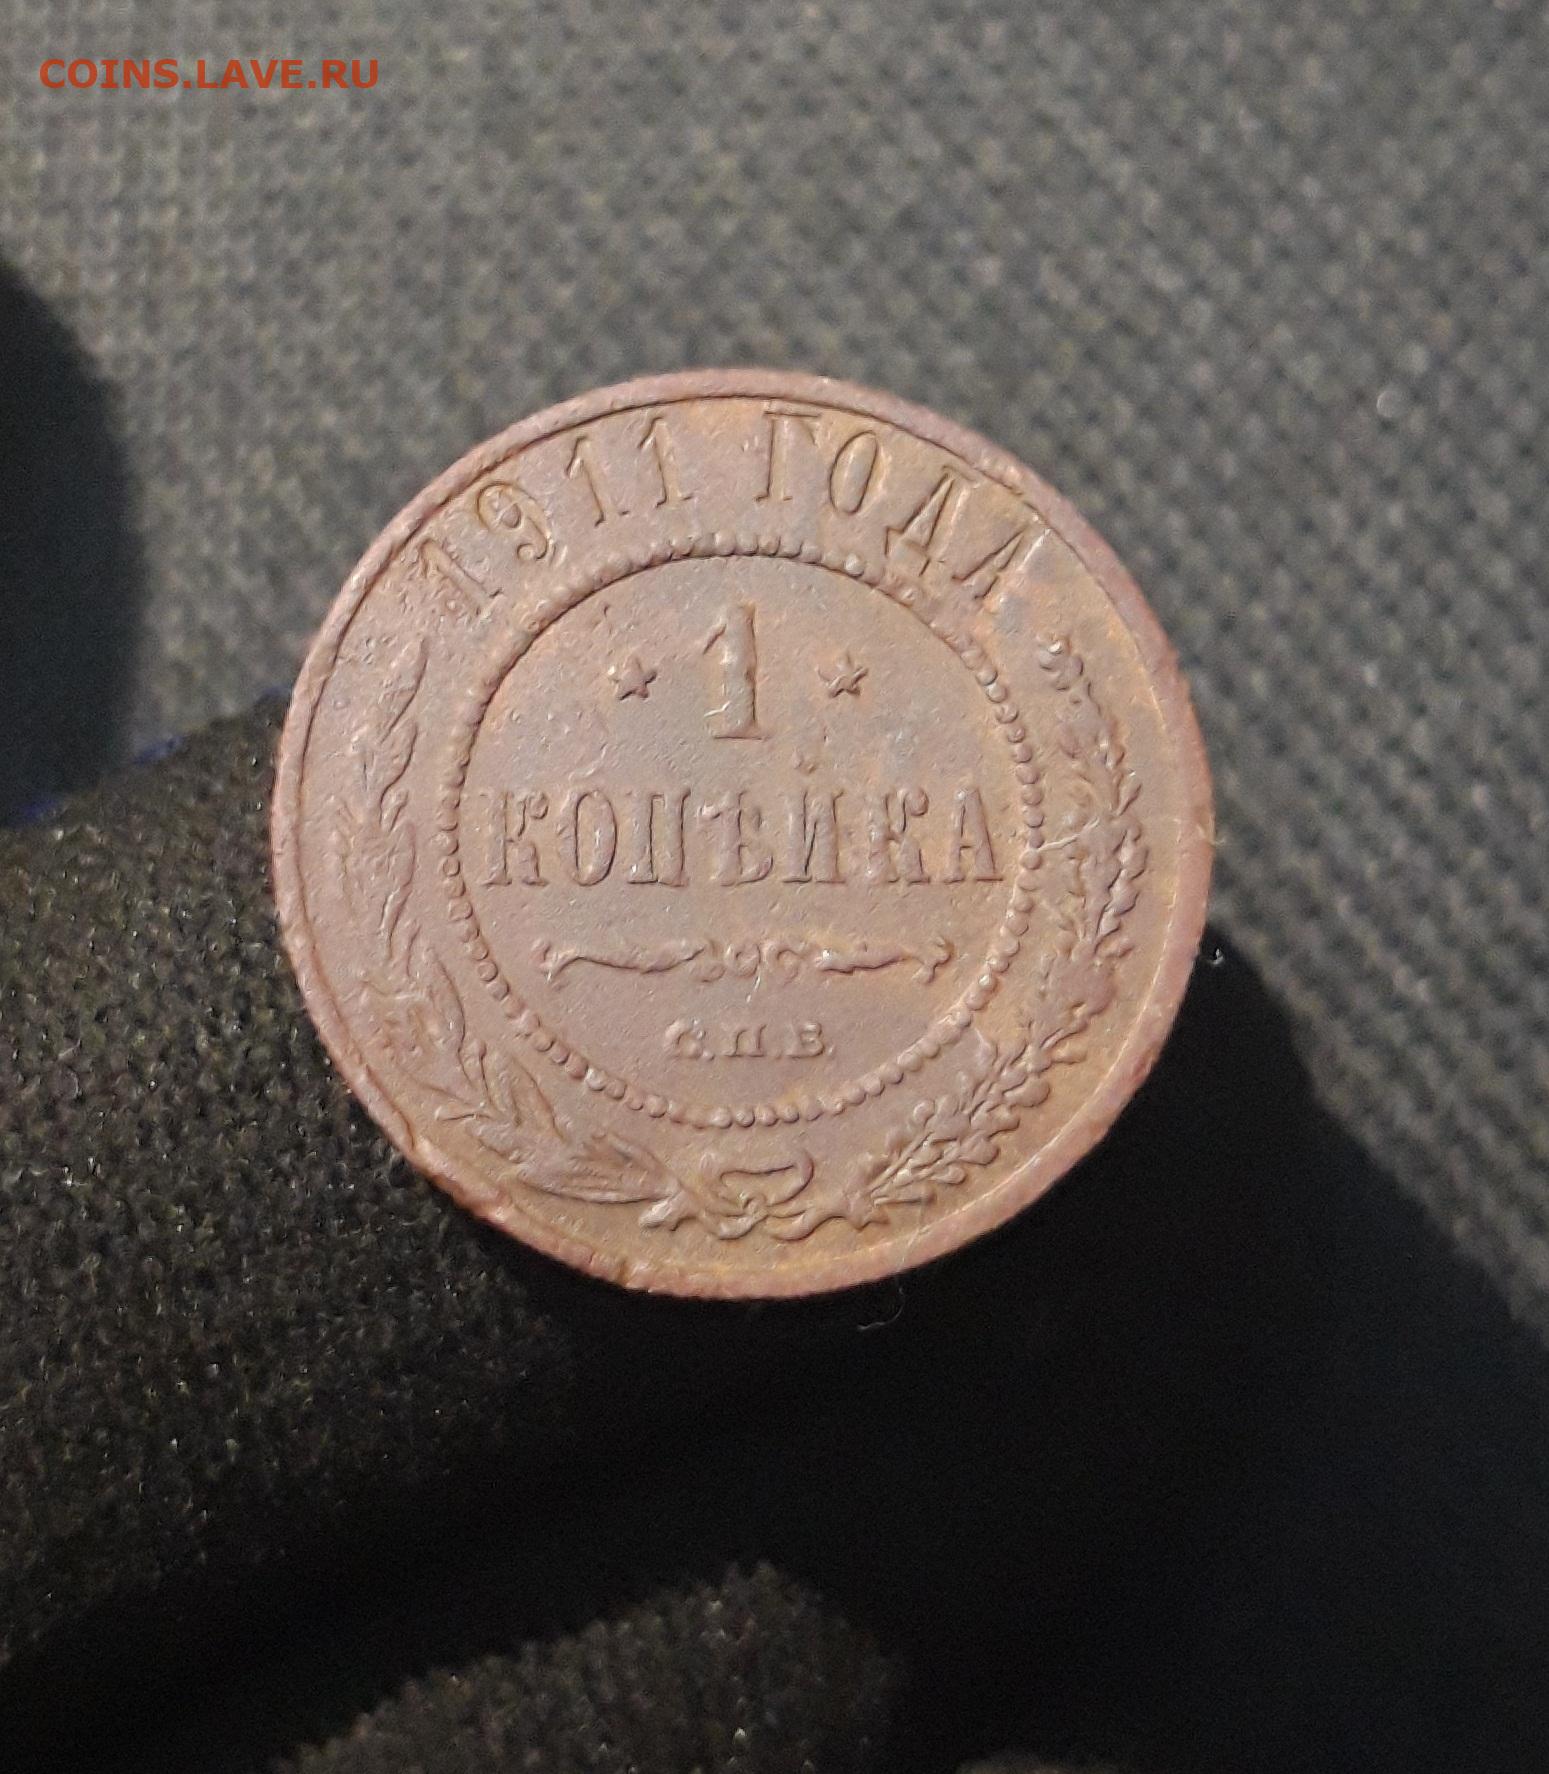 COINS.LAVE.RU
1911 ГОДА
* 1 *
КОПѢЙКА
С.П.Б.